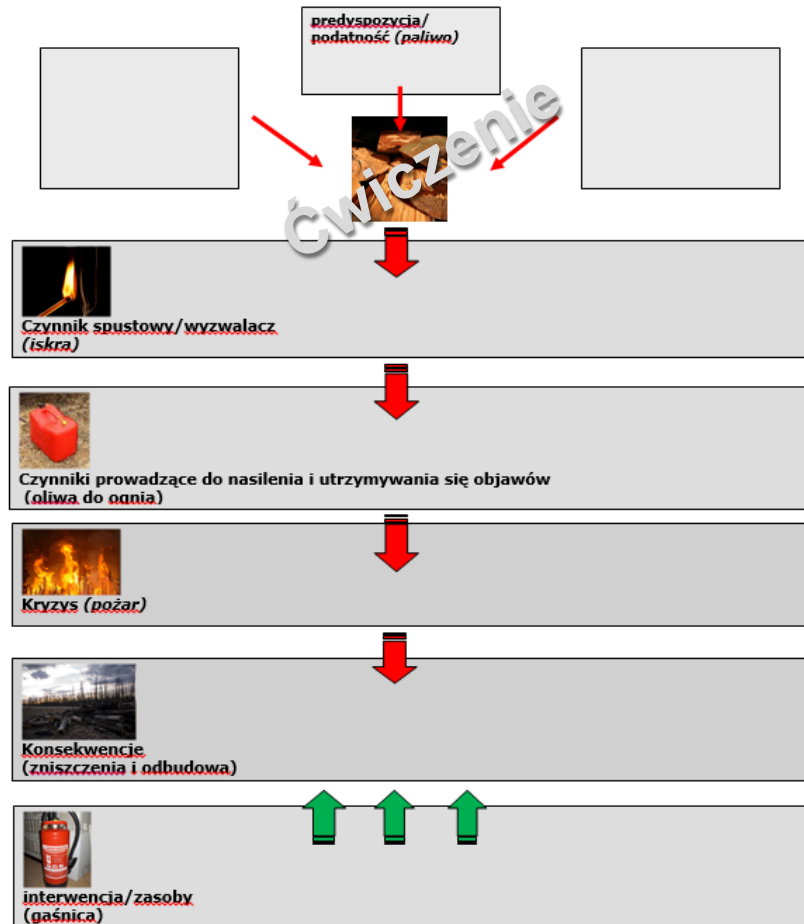 predyspozycja/
podatność (paliwo)
Ćwiczenie
Czynnik spustowy/wyzwalacz
(iskra)
Czynniki prowadzące do nasilenia i utrzymywania się objawów
(oliwa do ognia)
Kryzys (pożar)
Konsekwencje
(zniszczenia i odbudowa)
interwencja/zasoby
(gaśnica)